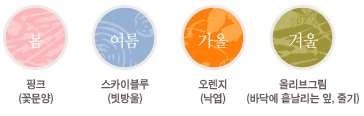 봄 여름 가을 겨울
핑크 스카이블루 오렌지 올리브그림
(꽃문양) (빗방울) (낙엽) (바닥에 흩날리는 잎, 줄기)